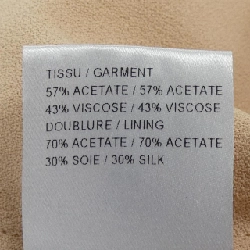 TISSU / GARMENT
57% ACETATE / 57% ACETATE
43% VISCOSE / 43% VISCOSE
DOUBLURE / LINING
70% ACETATE / 70% ACETATE
30% SOIE / 30% SILK